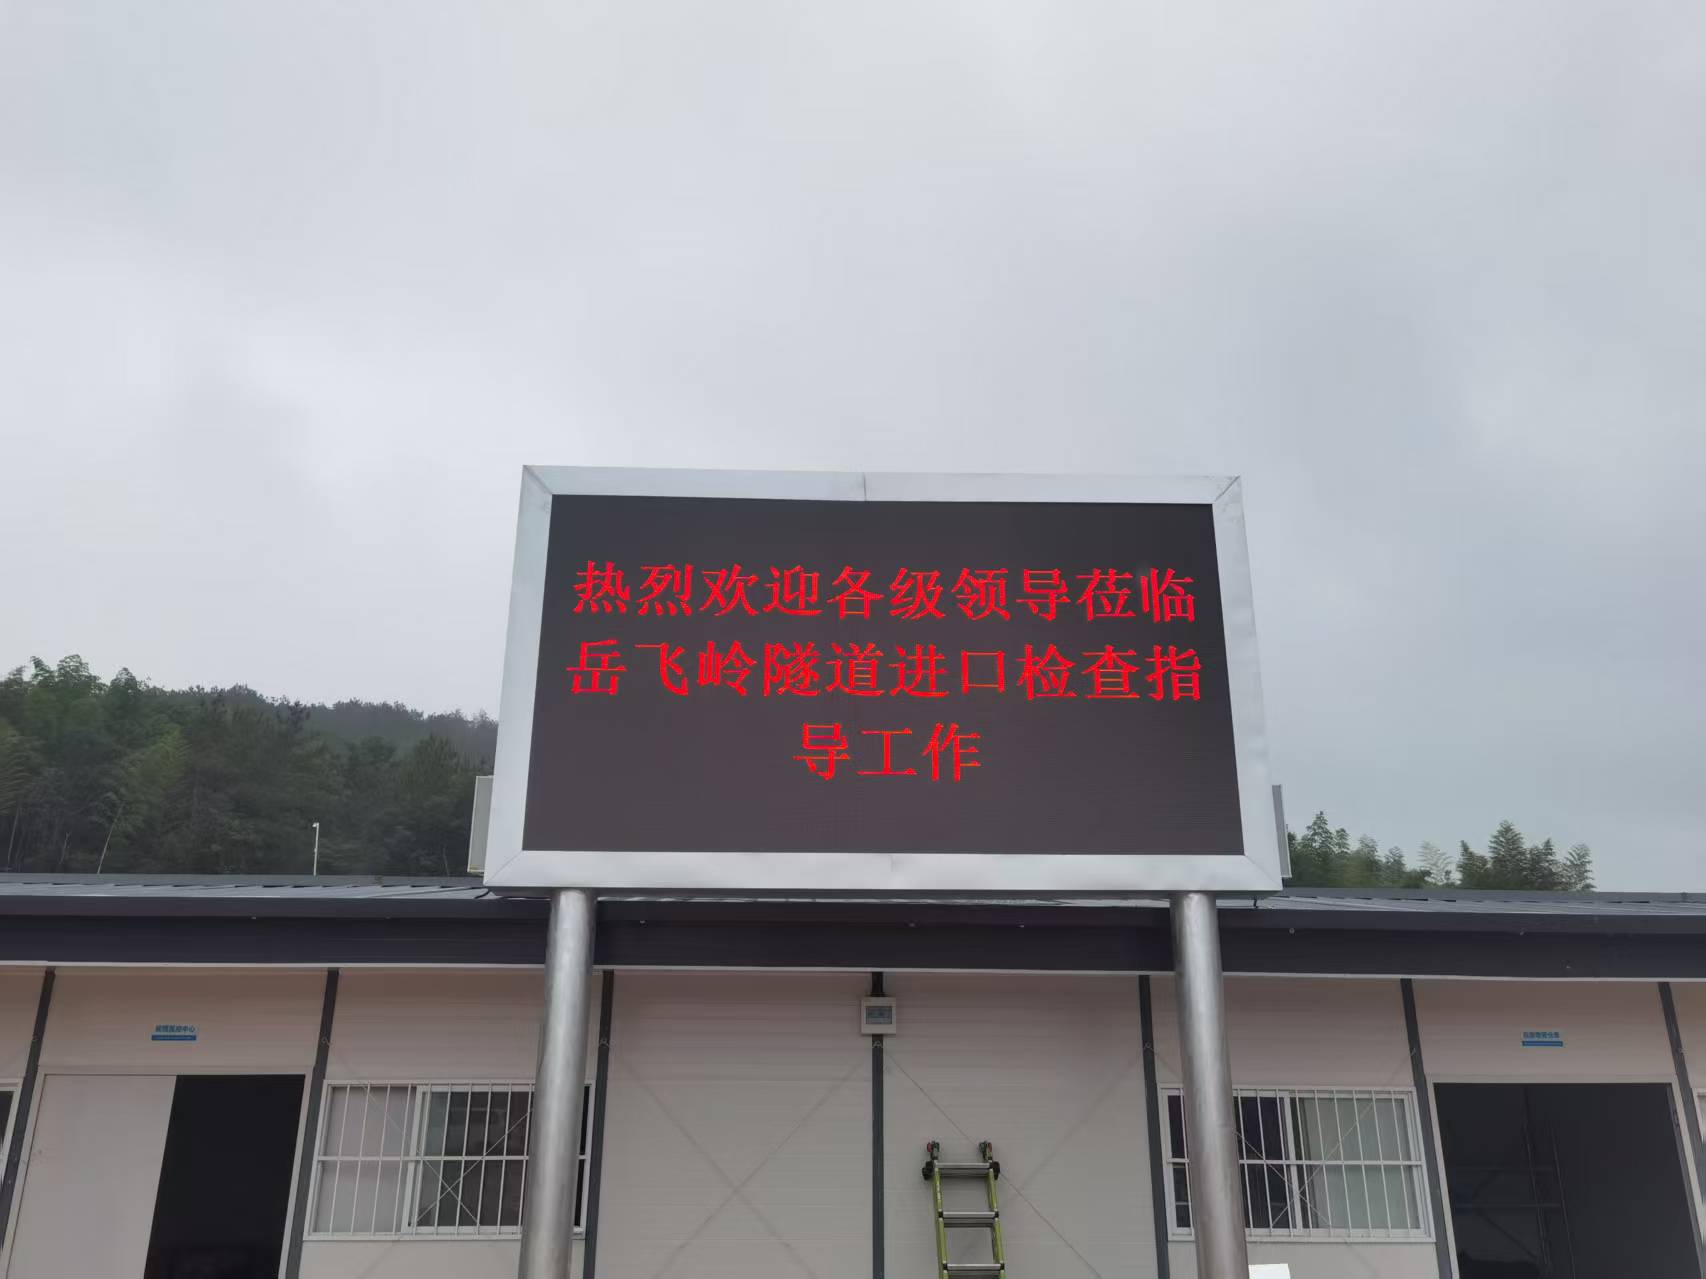 热烈欢迎各级领导莅临
岳飞岭隧道进口检查指
导工作